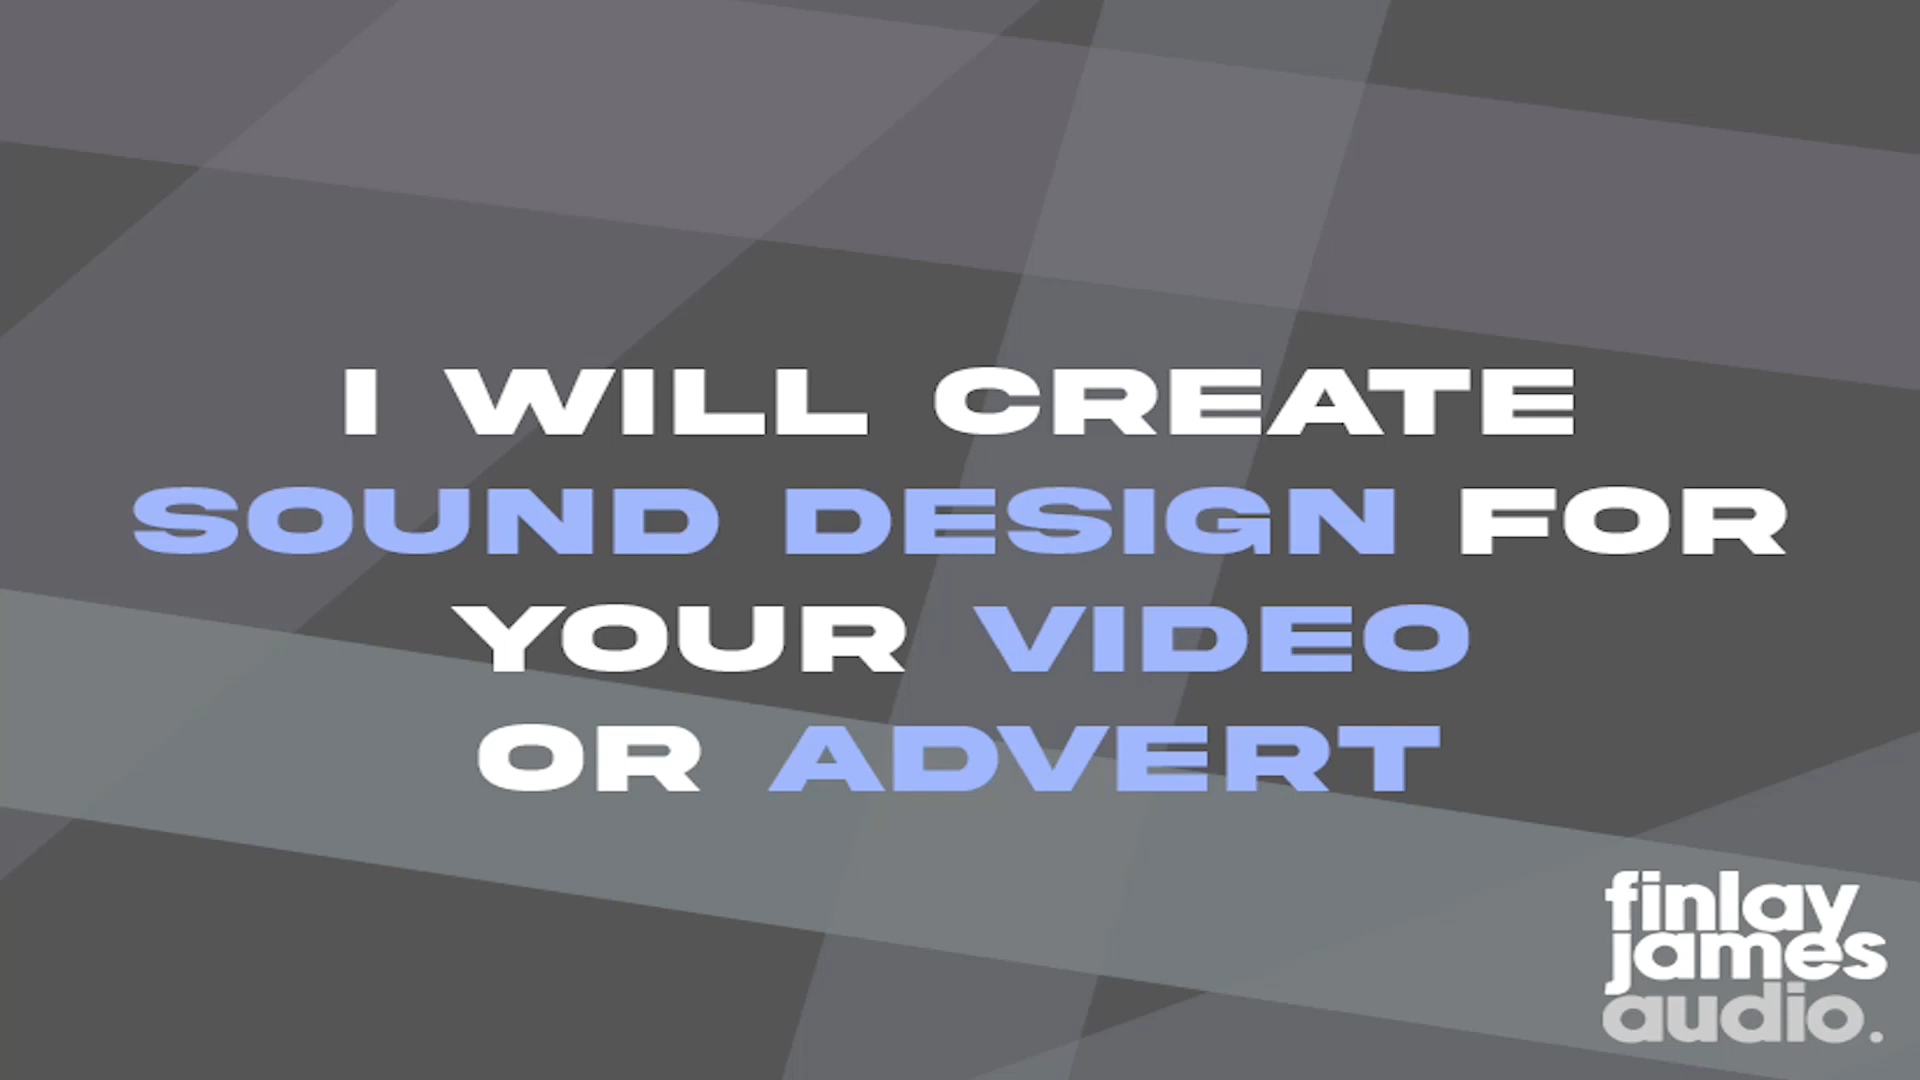 I WILL CREATE
SOUND DESIGN FOR
YOUR VIDEO
OR ADVERT
finlay
james
audio.